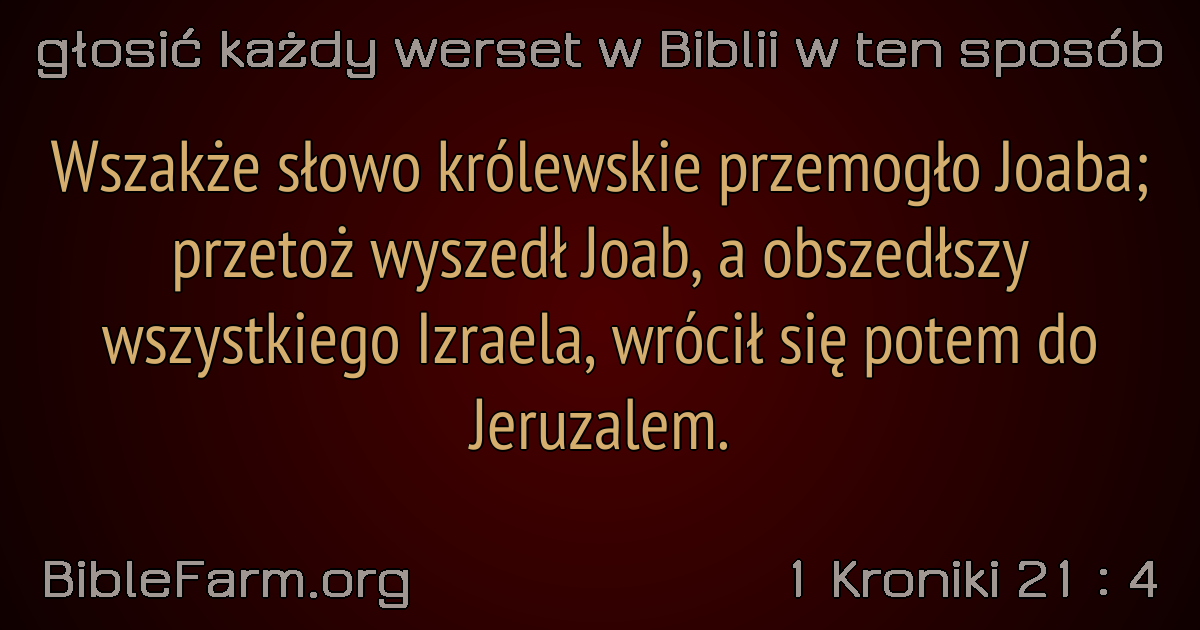 głosić każdy werset w Biblii w ten sposób
Wszakże słowo królewskie przemogło Joaba;
przetoż wyszedł Joab, a obszedłszy
wszystkiego Izraela, wrócił się potem do
Jeruzalem.
BibleFarm.org
1 Kroniki 21 : 4